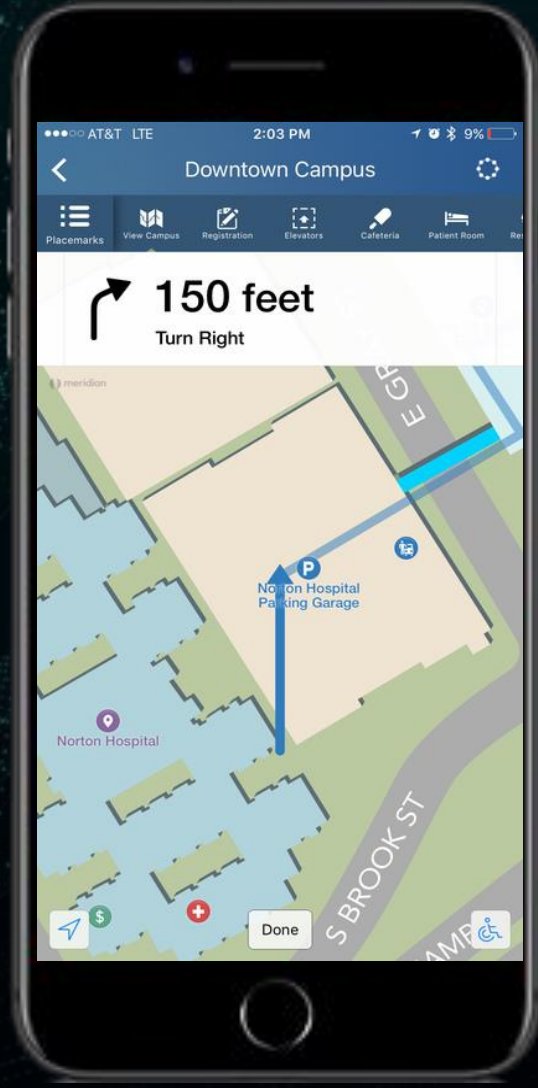 AT&T LTE 2:03 PM 9%
Downtown Campus
Placemarks View Campus Registration Elevators Cafeteria Patient Room
150 feet
Turn Right
meridion
E GR
P
Norton Hospital
Parking Garage
Norton Hospital
S BROOK ST
$
Done